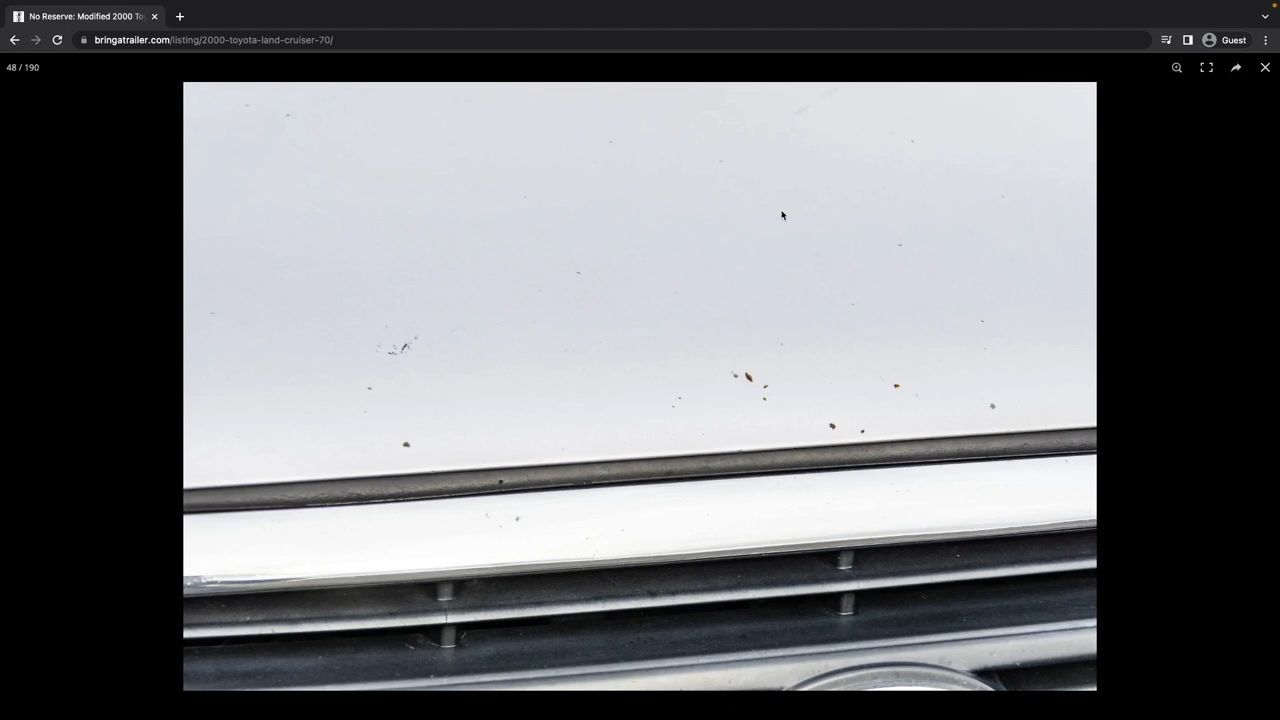 No Reserve: Modified 2000 To
bringatrailer.com/listing/2000-toyota-land-cruiser-70/
Guest
48 / 190